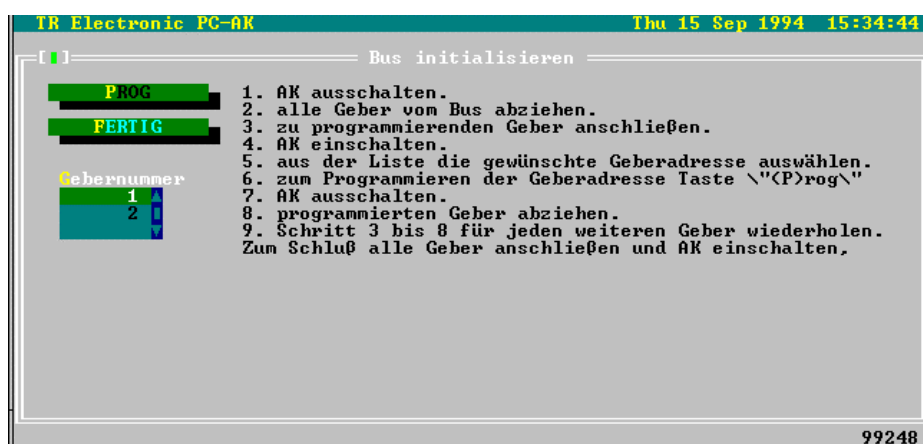 TR Electronic PC-AK Thu 15 Sep 1994 15:34:44
Bus initialisieren
PROG
FERTIG
Gebernummer
1
2
1. AK ausschalten.
2. alle Geber vom Bus abziehen.
3. zu programmierenden Geber anschließen.
4. AK einschalten.
5. aus der Liste die gewünschte Geberadresse auswählen.
6. zum Programmieren der Geberadresse Taste \"(P)rog\"
7. AK ausschalten.
8. programmierten Geber abziehen.
9. Schritt 3 bis 8 für jeden weiteren Geber wiederholen.
Zum Schluß alle Geber anschließen und AK einschalten,
99248